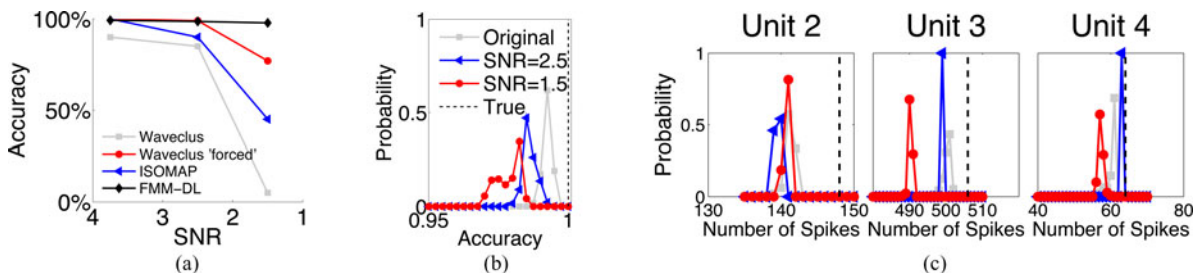 100%
50%
100%
Accuracy
4
3
2
1
SNR
Waveclus
Waveclus 'forced'
ISOMAP
FMM-DL
(a)
1
0.5
0
Probability
0.95
1
Accuracy
Original
SNR=2.5
SNR=1.5
True
(b)
Unit 2
Unit 3
Unit 4
1
0.5
0
Probability
130
140
150
Number of Spikes
490
500
510
Number of Spikes
40
60
80
Number of Spikes
(c)